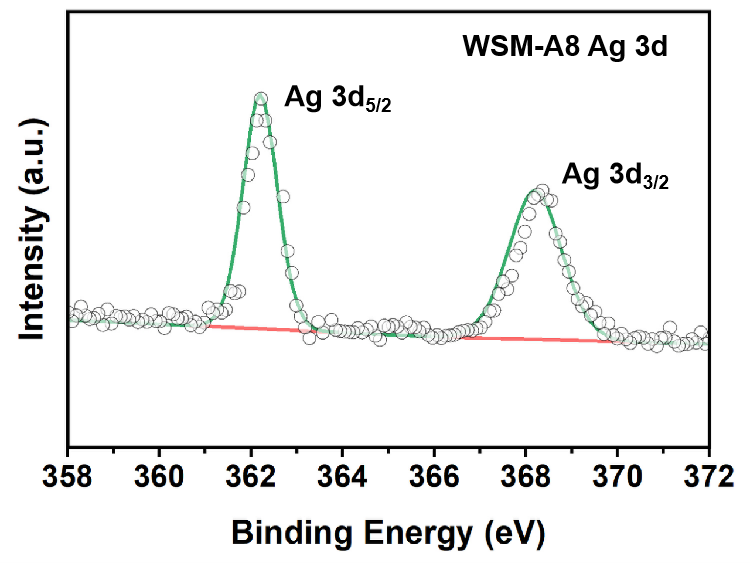 WSM-A8 Ag 3d
Ag 3d5/2
Ag 3d3/2
Intensity (a.u.)
358 360 362 364 366 368 370 372
Binding Energy (eV)